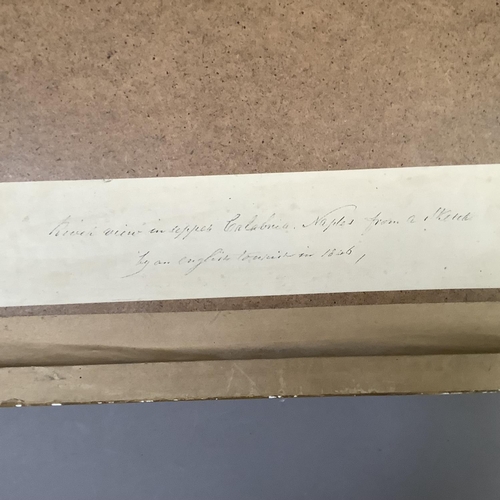 River view in upper Calabria. Naples from a sketch
by an english tourist in 1846,